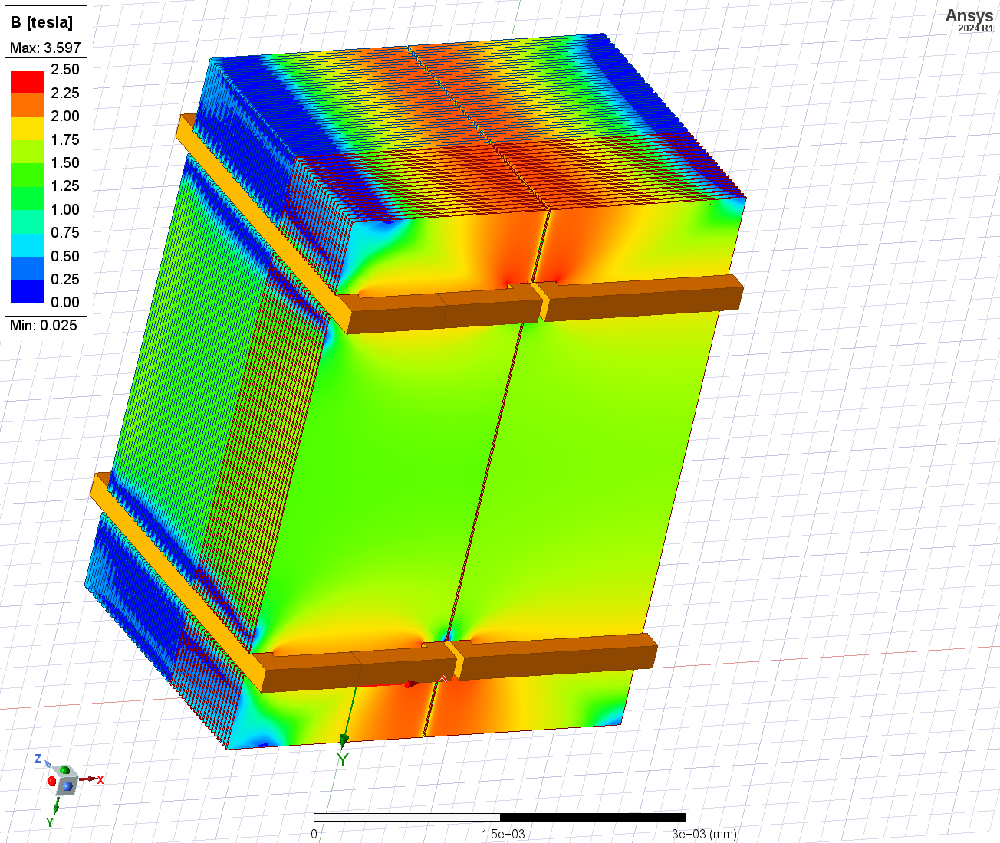 B [tesla]
Max: 3.597
2.50
2.25
2.00
1.75
1.50
1.25
1.00
0.75
0.50
0.25
0.00
Min: 0.025
Ansys
2024 R1
Y
Z
X
Y
0 1.5e+03 3e+03 (mm)